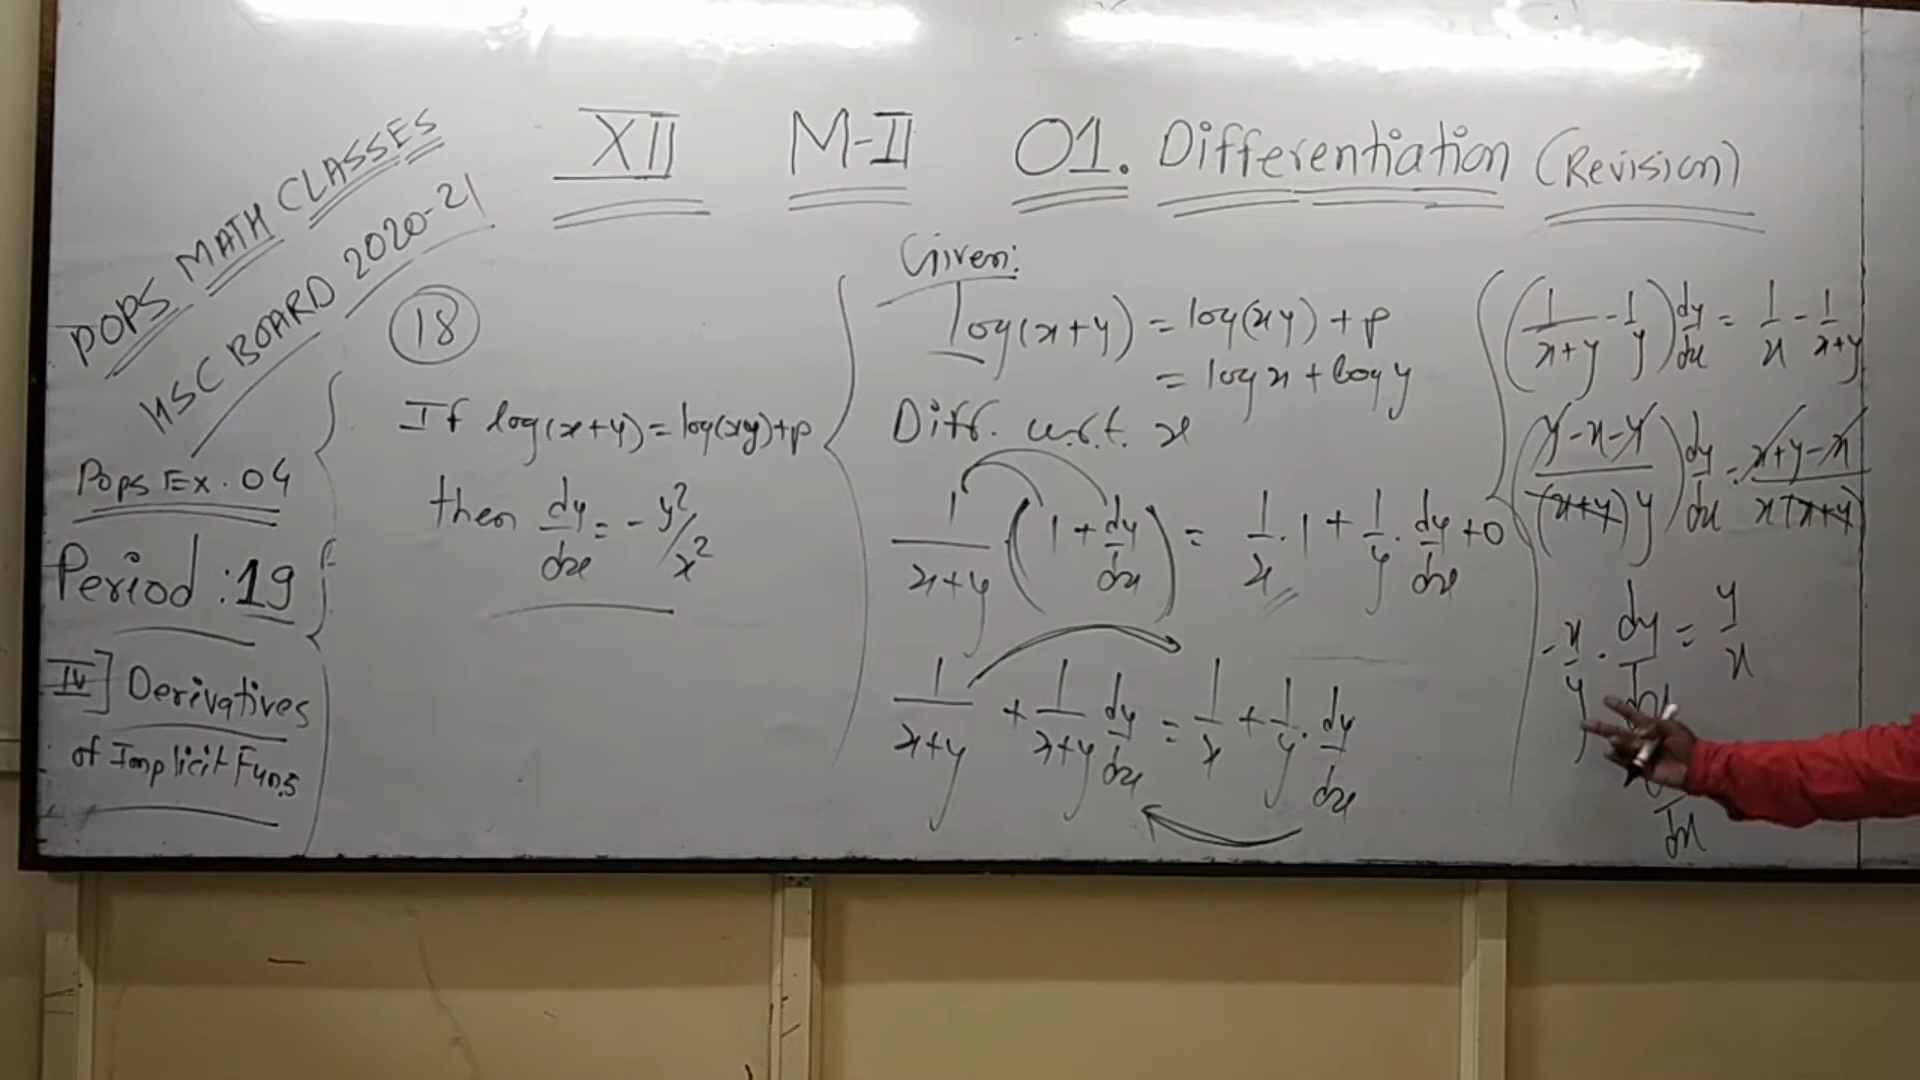 POPS MATH CLASSES
HSC BOARD 2020-21
XII M-II 01. Differentiation (Revision)
Pops Ex. 04
Period : 19
IV] Derivatives
of Implicit Funs
18
If log(x+y) = log(xy)+p
then dy/dx = - y²/x²
Given:
log(x+y) = log(xy) + p
= log x + log y
Diff. w.r.t. x
1/(x+y) (1 + dy/dx) = 1/x . 1 + 1/y . dy/dx + 0
1/(x+y) + 1/(x+y) dy/dx = 1/x + 1/y . dy/dx
(1/(x+y) - 1/y) dy/dx = 1/x - 1/(x+y)
((y-x-y)/((x+y)y)) dy/dx = (x+y-x)/(x(x+y))
-x/y . dy/dx = y/x